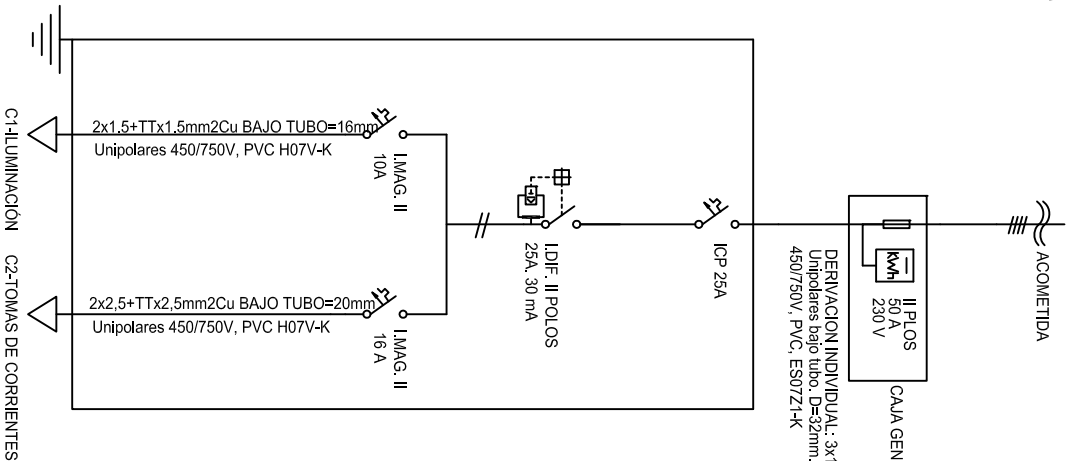 ACOMETIDA
CAJA GEN
II PLOS
50 A
230 V
KWh
DERIVACION INDIVIDUAL: 3x1
Unipolares bajo tubo. D=32mm.
450/750V, PVC, ES07Z1-K
ICP 25A
I.DIF. II POLOS
25A. 30 mA
I.MAG. II
10A
2x1.5+TTx1.5mm2Cu BAJO TUBO=16mm
Unipolares 450/750V, PVC H07V-K
C1-ILUMINACIÓN
I.MAG. II
16 A
2x2,5+TTx2,5mm2Cu BAJO TUBO=20mm
Unipolares 450/750V, PVC H07V-K
C2-TOMAS DE CORRIENTES